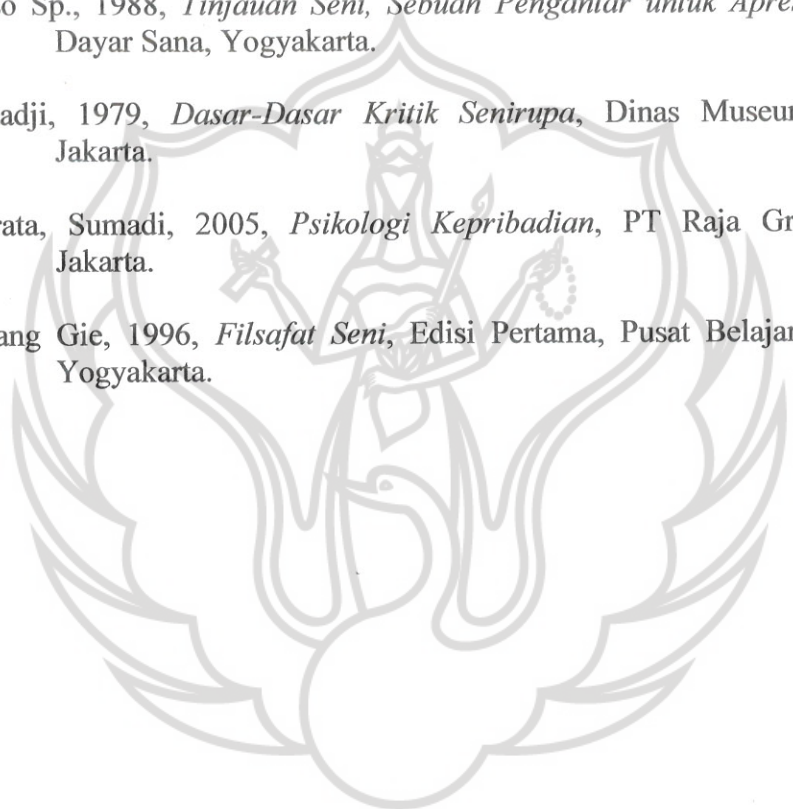 o Sp., 1988, Tinjauan Seni, Sebuah Pengantar untuk Apres
Dayar Sana, Yogyakarta.
adji, 1979, Dasar-Dasar Kritik Senirupa, Dinas Museum
Jakarta.
rata, Sumadi, 2005, Psikologi Kepribadian, PT Raja Gr
Jakarta.
ang Gie, 1996, Filsafat Seni, Edisi Pertama, Pusat Belajar
Yogyakarta.